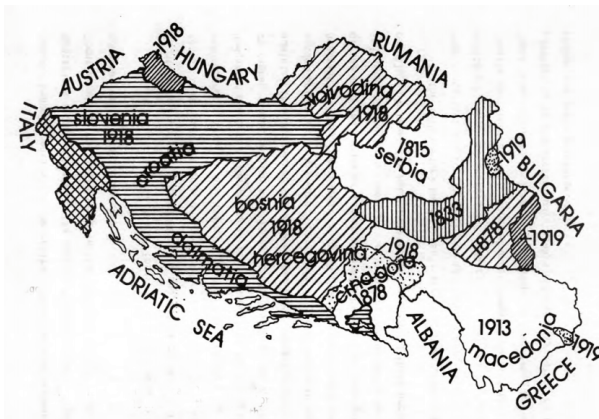 1918
AUSTRIA
HUNGARY
RUMANIA
ITALY
slovenia
1918
vojvodina
1918
croatia
1815
serbia
1919
BULGARIA
bosnia
1918
hercegovina
1833
1878
1919
dalmatia
1918
crna gora
1878
ADRIATIC SEA
ALBANIA
1913
macedonia
1919
GREECE